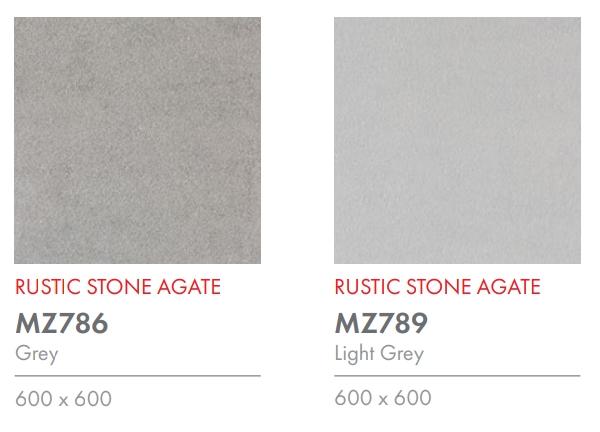 RUSTIC STONE AGATE
MZ786
Grey
600 x 600
RUSTIC STONE AGATE
MZ789
Light Grey
600 x 600